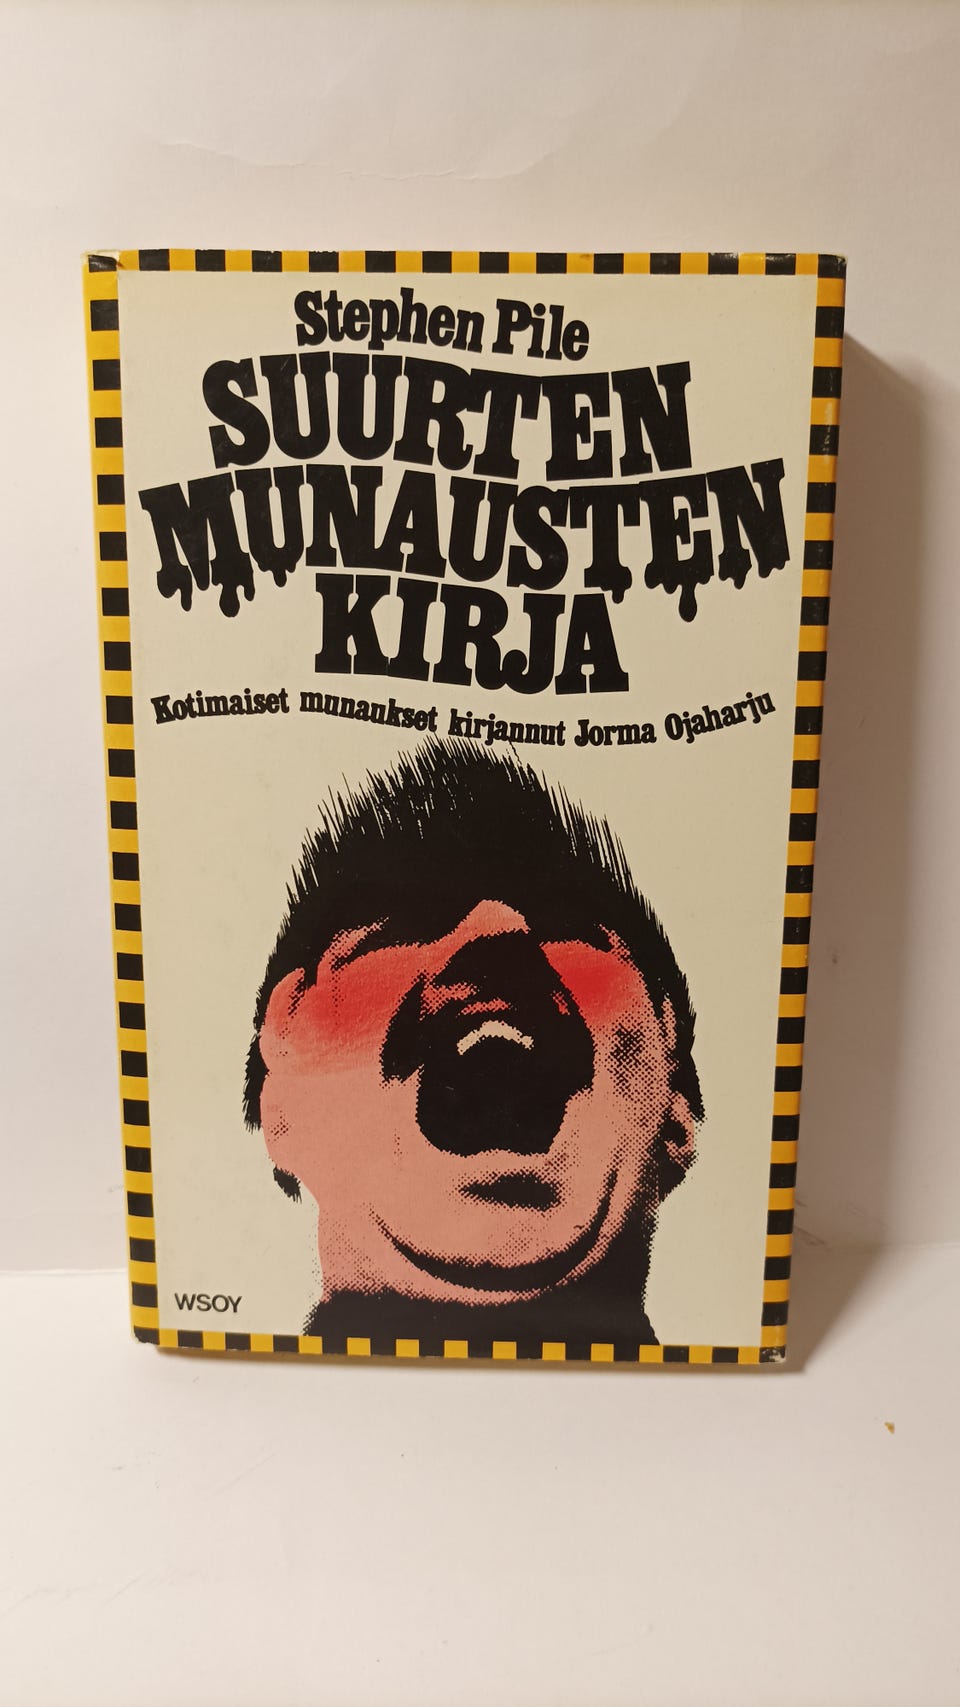 Stephen Pile
SUURTEN
MUNAUSTEN
KIRJA
Kotimaiset munaukset kirjannut Jorma Ojaharju
WSOY